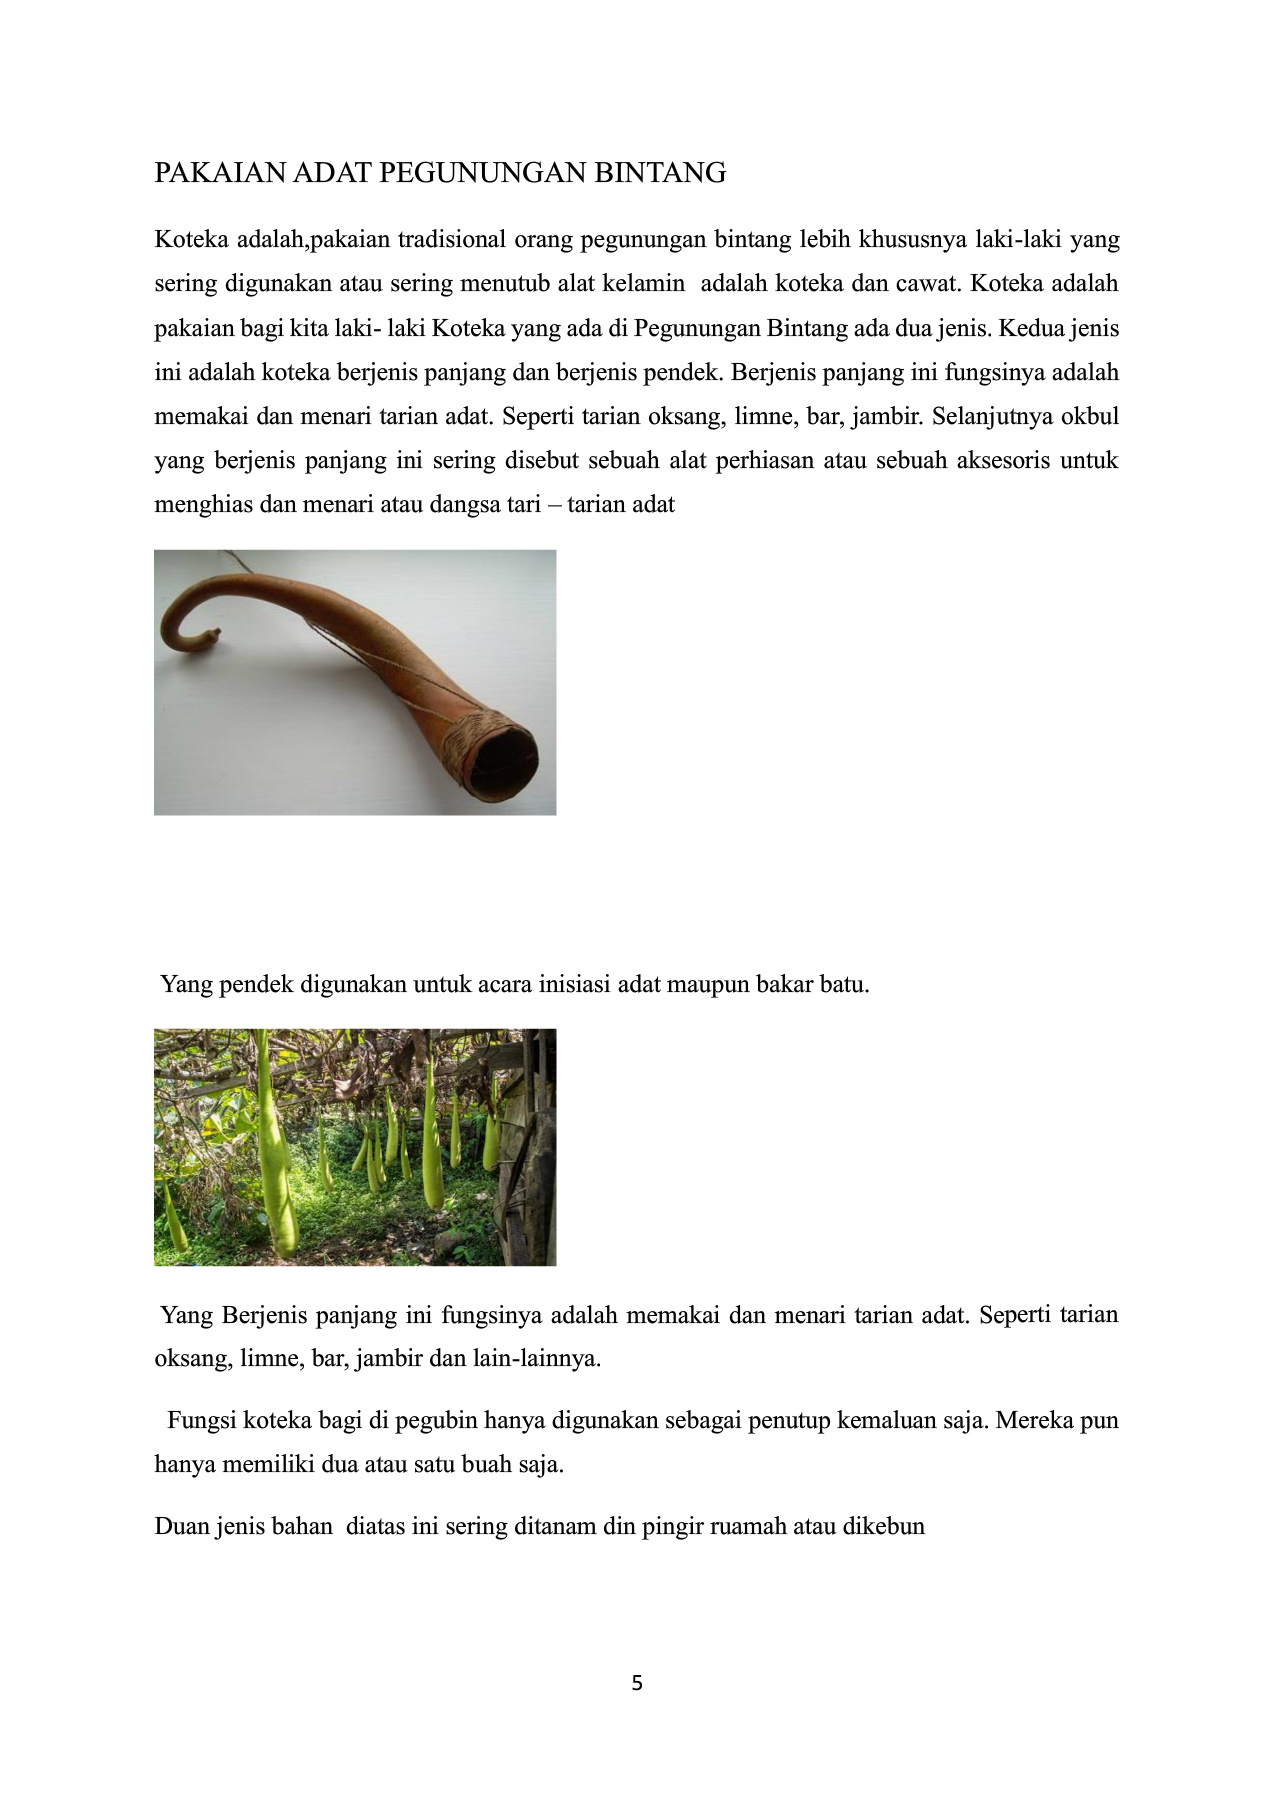 PAKAIAN ADAT PEGUNUNGAN BINTANG
Koteka adalah,pakaian tradisional orang pegunungan bintang lebih khususnya laki-laki yang
sering digunakan atau sering menutub alat kelamin  adalah koteka dan cawat. Koteka adalah
pakaian bagi kita laki- laki Koteka yang ada di Pegunungan Bintang ada dua jenis. Kedua jenis
ini adalah koteka berjenis panjang dan berjenis pendek. Berjenis panjang ini fungsinya adalah
memakai dan menari tarian adat. Seperti tarian oksang, limne, bar, jambir. Selanjutnya okbul
yang berjenis panjang ini sering disebut sebuah alat perhiasan atau sebuah aksesoris untuk
menghias dan menari atau dangsa tari – tarian adat
Yang pendek digunakan untuk acara inisiasi adat maupun bakar batu.
Yang Berjenis panjang ini fungsinya adalah memakai dan menari tarian adat. Seperti tarian
oksang, limne, bar, jambir dan lain-lainnya.
Fungsi koteka bagi di pegubin hanya digunakan sebagai penutup kemaluan saja. Mereka pun
hanya memiliki dua atau satu buah saja.
Duan jenis bahan  diatas ini sering ditanam din pingir ruamah atau dikebun
5